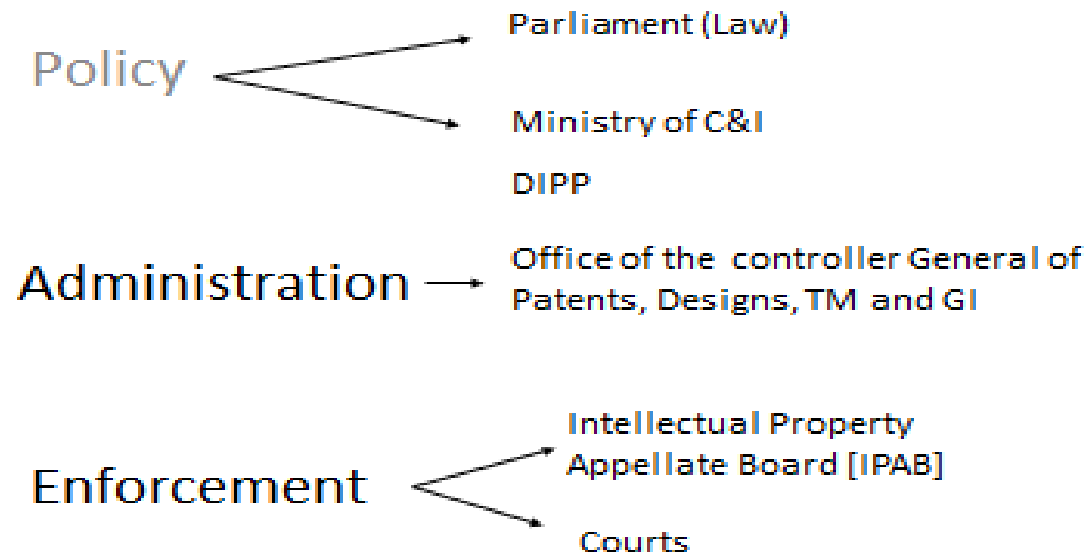 Policy
Parliament (Law)
Ministry of C&I
DIPP
Administration
Office of the controller General of
Patents, Designs, TM and GI
Enforcement
Intellectual Property
Appellate Board [IPAB]
Courts